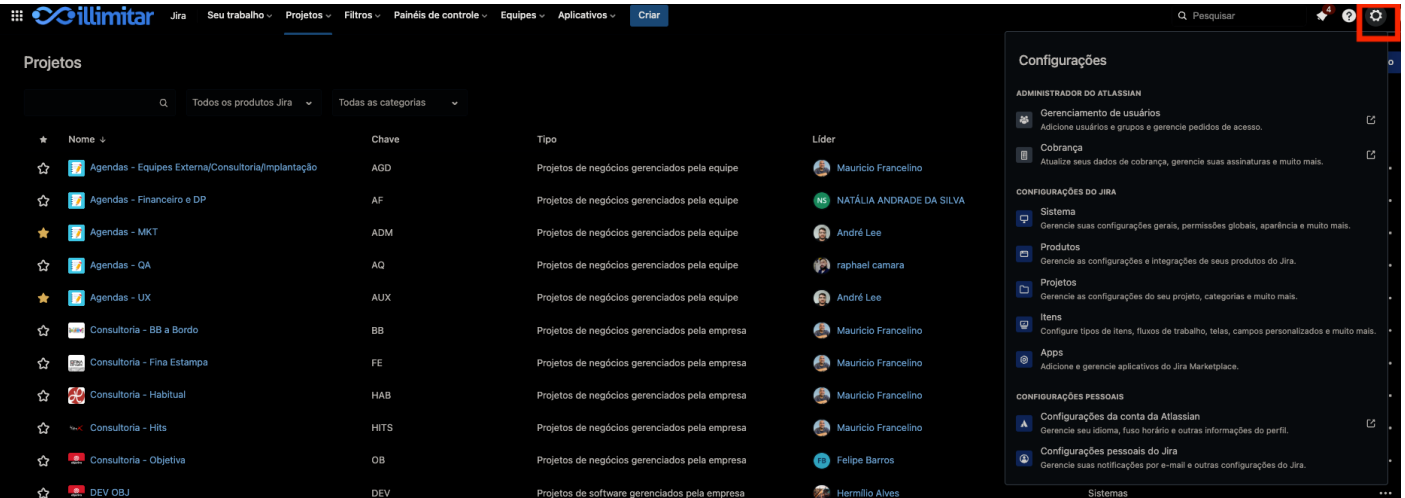 illimitar Jira Seu trabalho Projetos Filtros Painéis de controle Equipes Aplicativos Criar Pesquisar 4
Projetos
Todos os produtos Jira Todas as categorias
Nome Chave Tipo Líder
Agendas - Equipes Externa/Consultoria/Implantação AGD Projetos de negócios gerenciados pela equipe Mauricio Francelino
Agendas - Financeiro e DP AF Projetos de negócios gerenciados pela equipe NS NATÁLIA ANDRADE DA SILVA
Agendas - MKT ADM Projetos de negócios gerenciados pela equipe André Lee
Agendas - QA AQ Projetos de negócios gerenciados pela equipe raphael camara
Agendas - UX AUX Projetos de negócios gerenciados pela equipe André Lee
Consultoria - BB a Bordo BB Projetos de negócios gerenciados pela empresa Mauricio Francelino
Consultoria - Fina Estampa FE Projetos de negócios gerenciados pela empresa Mauricio Francelino
Consultoria - Habitual HAB Projetos de negócios gerenciados pela empresa Mauricio Francelino
Consultoria - Hits HITS Projetos de negócios gerenciados pela empresa Mauricio Francelino
Consultoria - Objetiva OB Projetos de negócios gerenciados pela empresa FB Felipe Barros
DEV OBJ DEV Projetos de software gerenciados pela empresa Hermílio Alves Sistemas
Configurações
ADMINISTRADOR DO ATLASSIAN
Gerenciamento de usuários
Adicione usuários e grupos e gerencie pedidos de acesso.
Cobrança
Atualize seus dados de cobrança, gerencie suas assinaturas e muito mais.
CONFIGURAÇÕES DO JIRA
Sistema
Gerencie suas configurações gerais, permissões globais, aparência e muito mais.
Produtos
Gerencie as configurações e integrações de seus produtos do Jira.
Projetos
Gerencie as configurações do seu projeto, categorias e muito mais.
Itens
Configure tipos de itens, fluxos de trabalho, telas, campos personalizados e muito mais.
Apps
Adicione e gerencie aplicativos do Jira Marketplace.
CONFIGURAÇÕES PESSOAIS
Configurações da conta da Atlassian
Gerencie seu idioma, fuso horário e outras informações do perfil.
Configurações pessoais do Jira
Gerencie suas notificações por e-mail e outras configurações do Jira.